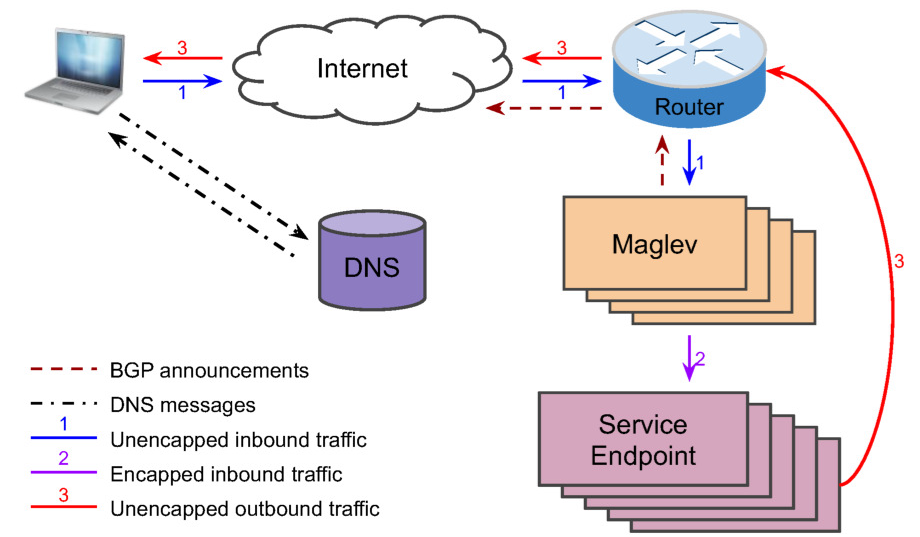 3
3
Internet
1
1
Router
1
Maglev
DNS
3
2
BGP announcements
DNS messages
1
Unencapped inbound traffic
2
Encapped inbound traffic
3
Unencapped outbound traffic
Service
Endpoint